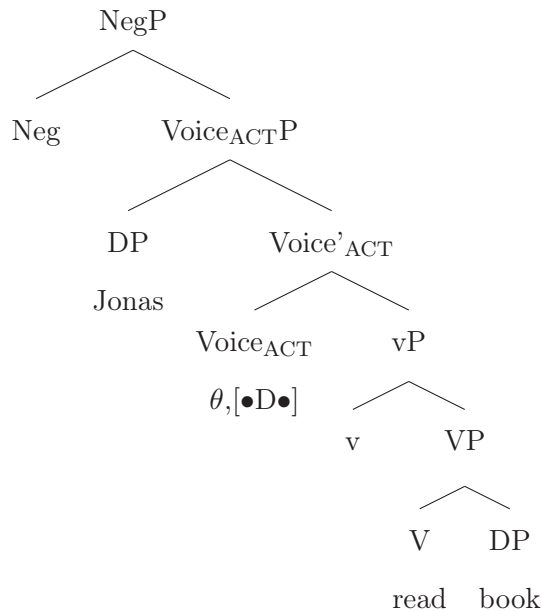 NegP
Neg Voice_ACT P
DP Voice'_ACT
Jonas
Voice_ACT vP
θ,[●D●]
v VP
V DP
read book